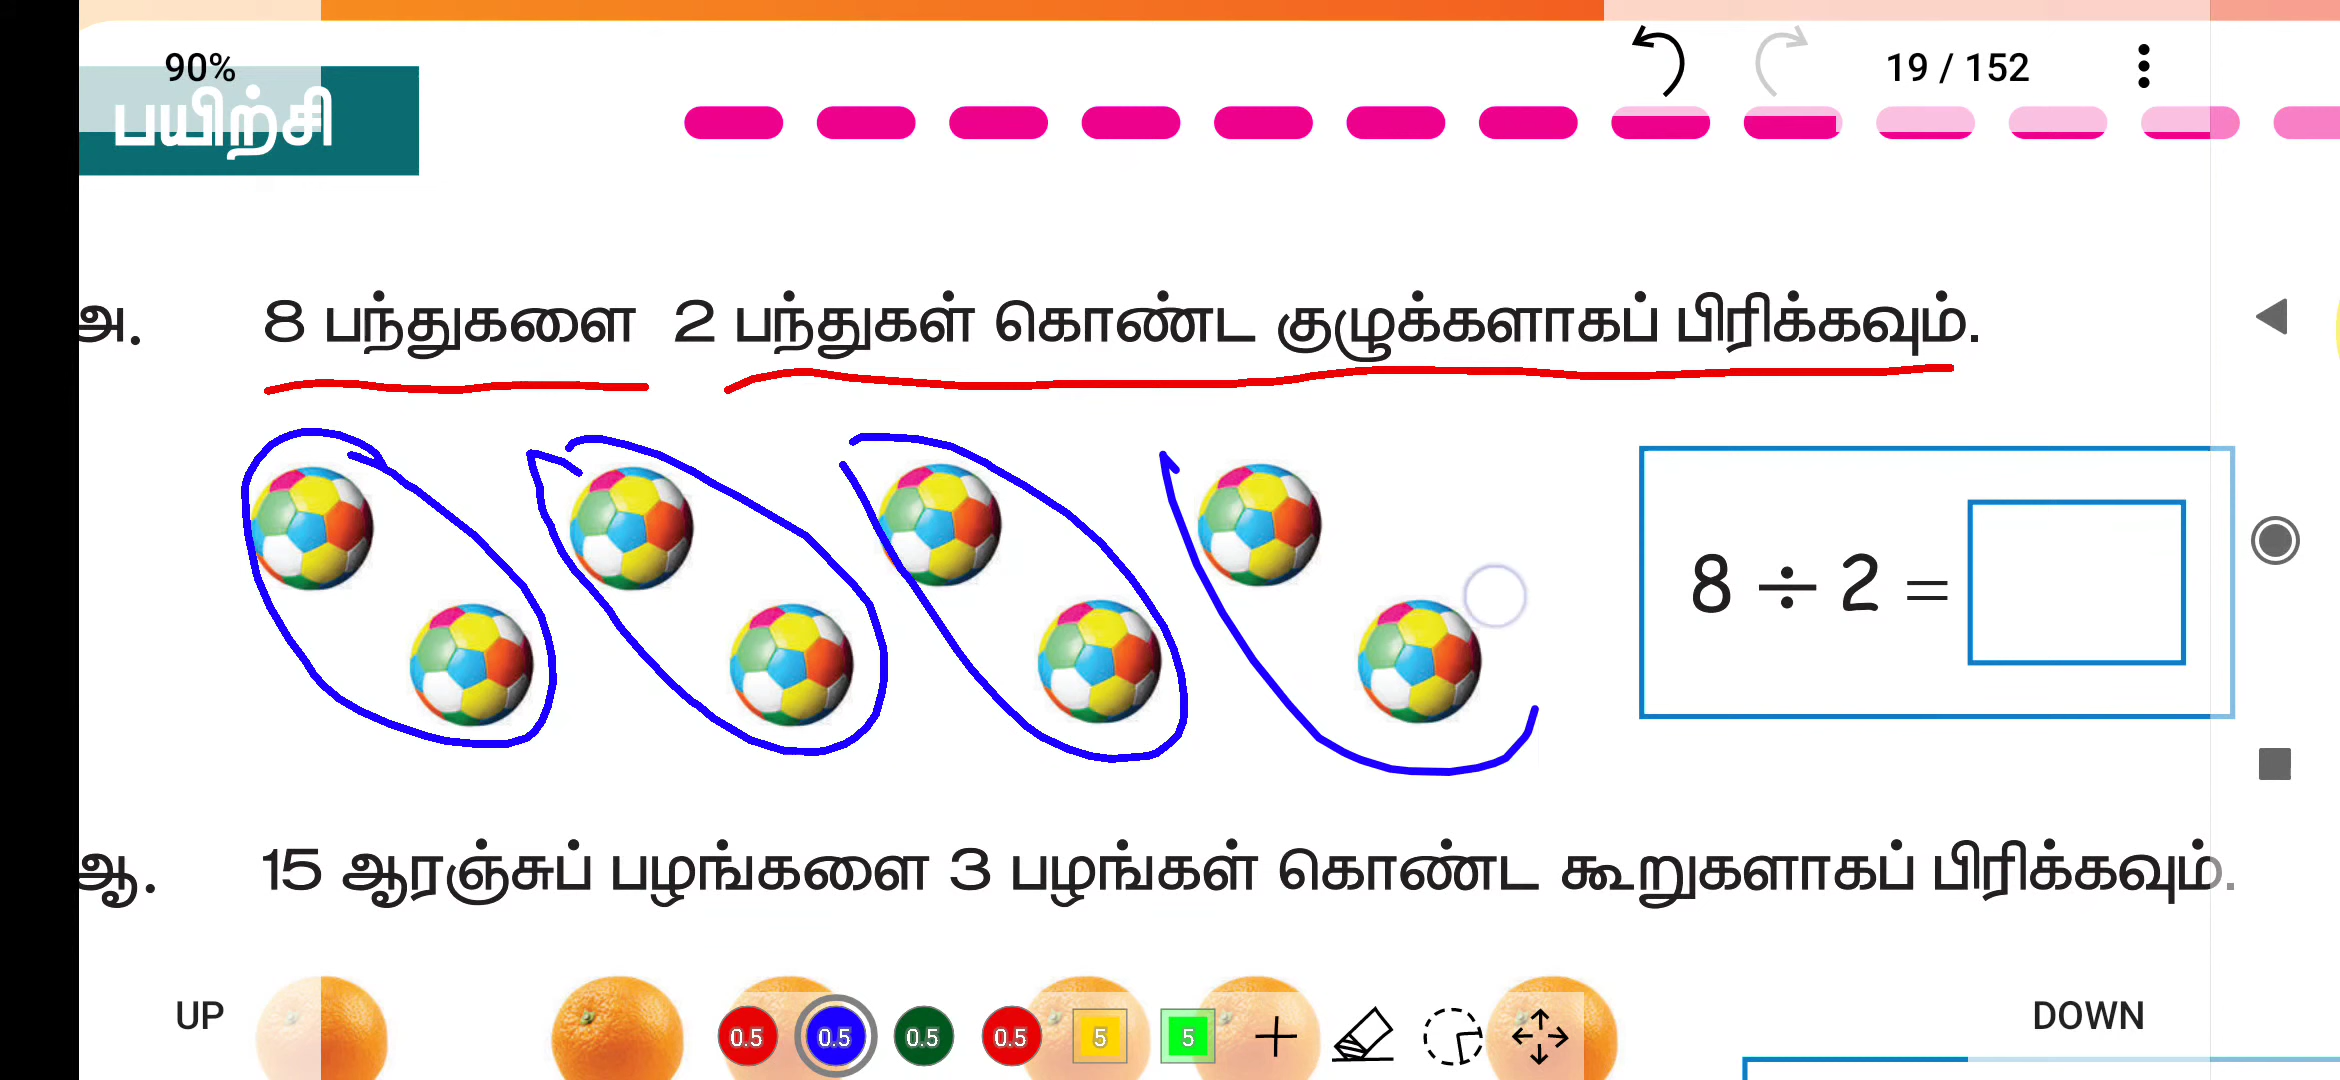 90%
19 / 152
பயிற்சி
அ. 8 பந்துகளை 2 பந்துகள் கொண்ட குழுக்களாகப் பிரிக்கவும்.
8 ÷ 2 =
ஆ. 15 ஆரஞ்சுப் பழங்களை 3 பழங்கள் கொண்ட கூறுகளாகப் பிரிக்கவும்.
UP
0.5 0.5 0.5 0.5 5 5
DOWN